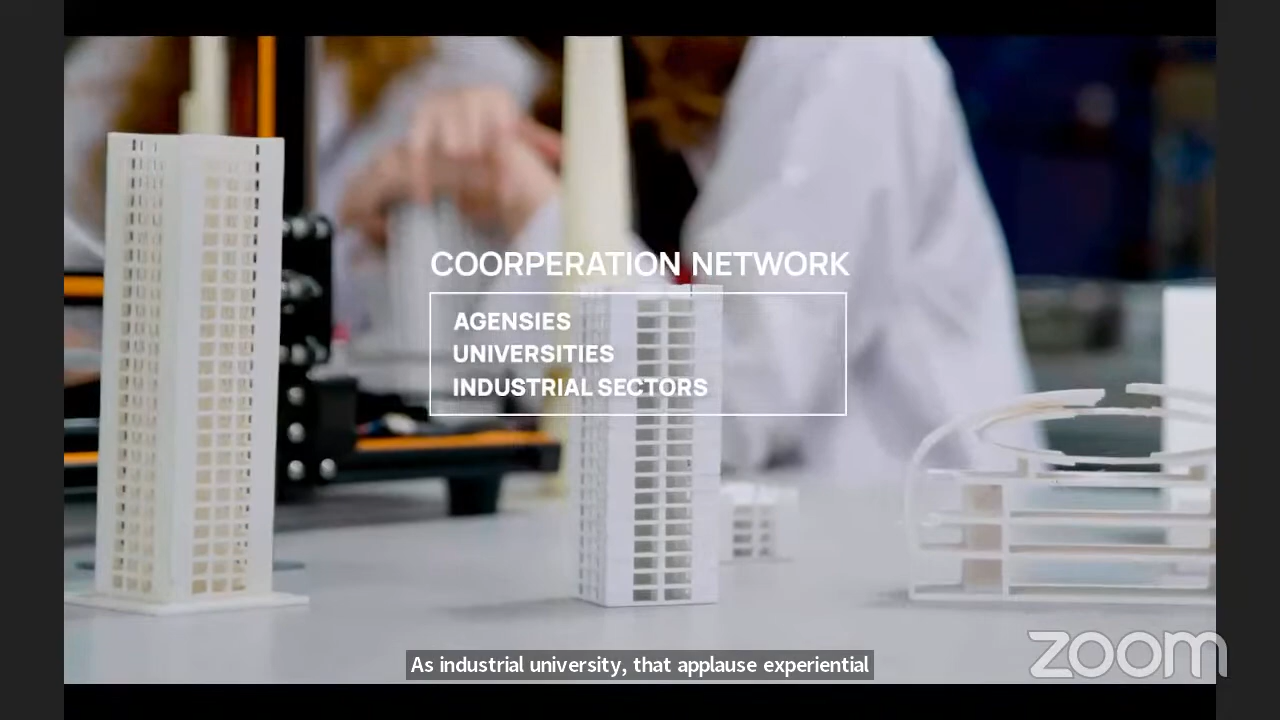 COORPERATION NETWORK
AGENSIES
UNIVERSITIES
INDUSTRIAL SECTORS
As industrial university, that applause experiential
zoom